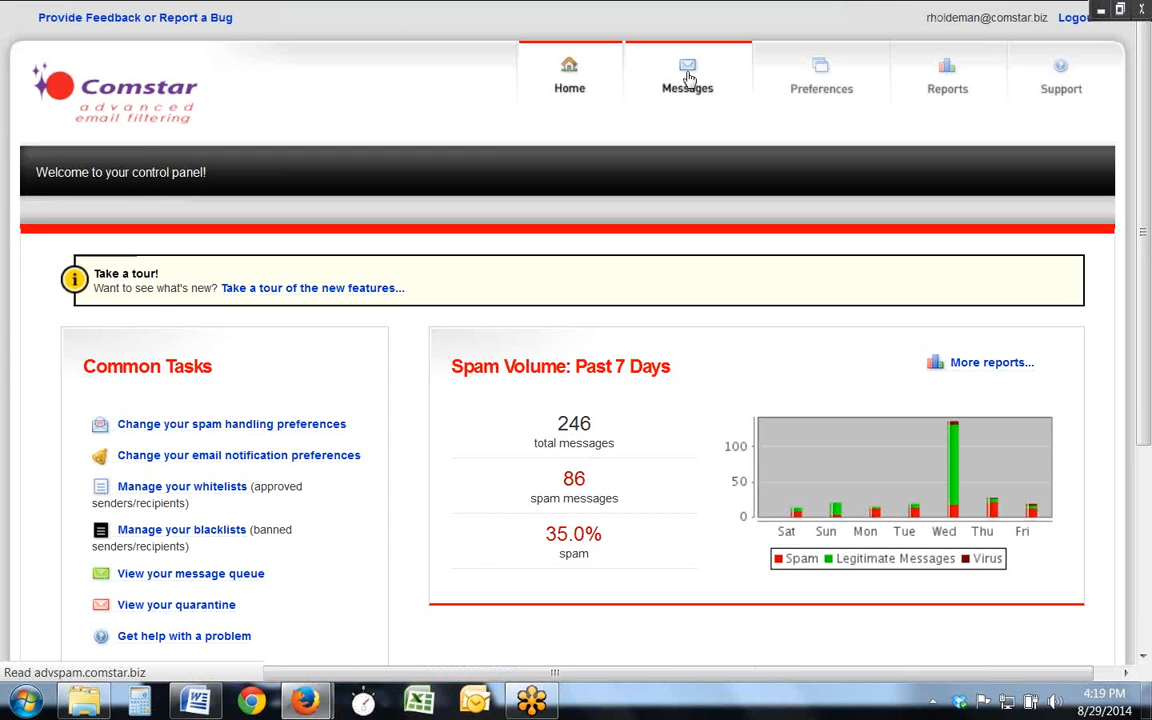 Provide Feedback or Report a Bug
rholdeman@comstar.biz
Comstar
advanced
email filtering
Home
Messages
Preferences
Reports
Support
Welcome to your control panel!
Take a tour!
Want to see what's new? Take a tour of the new features...
Common Tasks
Change your spam handling preferences
Change your email notification preferences
Manage your whitelists (approved
senders/recipients)
Manage your blacklists (banned
senders/recipients)
View your message queue
View your quarantine
Get help with a problem
Spam Volume: Past 7 Days
More reports...
246
total messages
86
spam messages
35.0%
spam
100
50
0
Sat Sun Mon Tue Wed Thu Fri
Spam Legitimate Messages Virus
Read advspam.comstar.biz
4:19 PM
8/29/2014